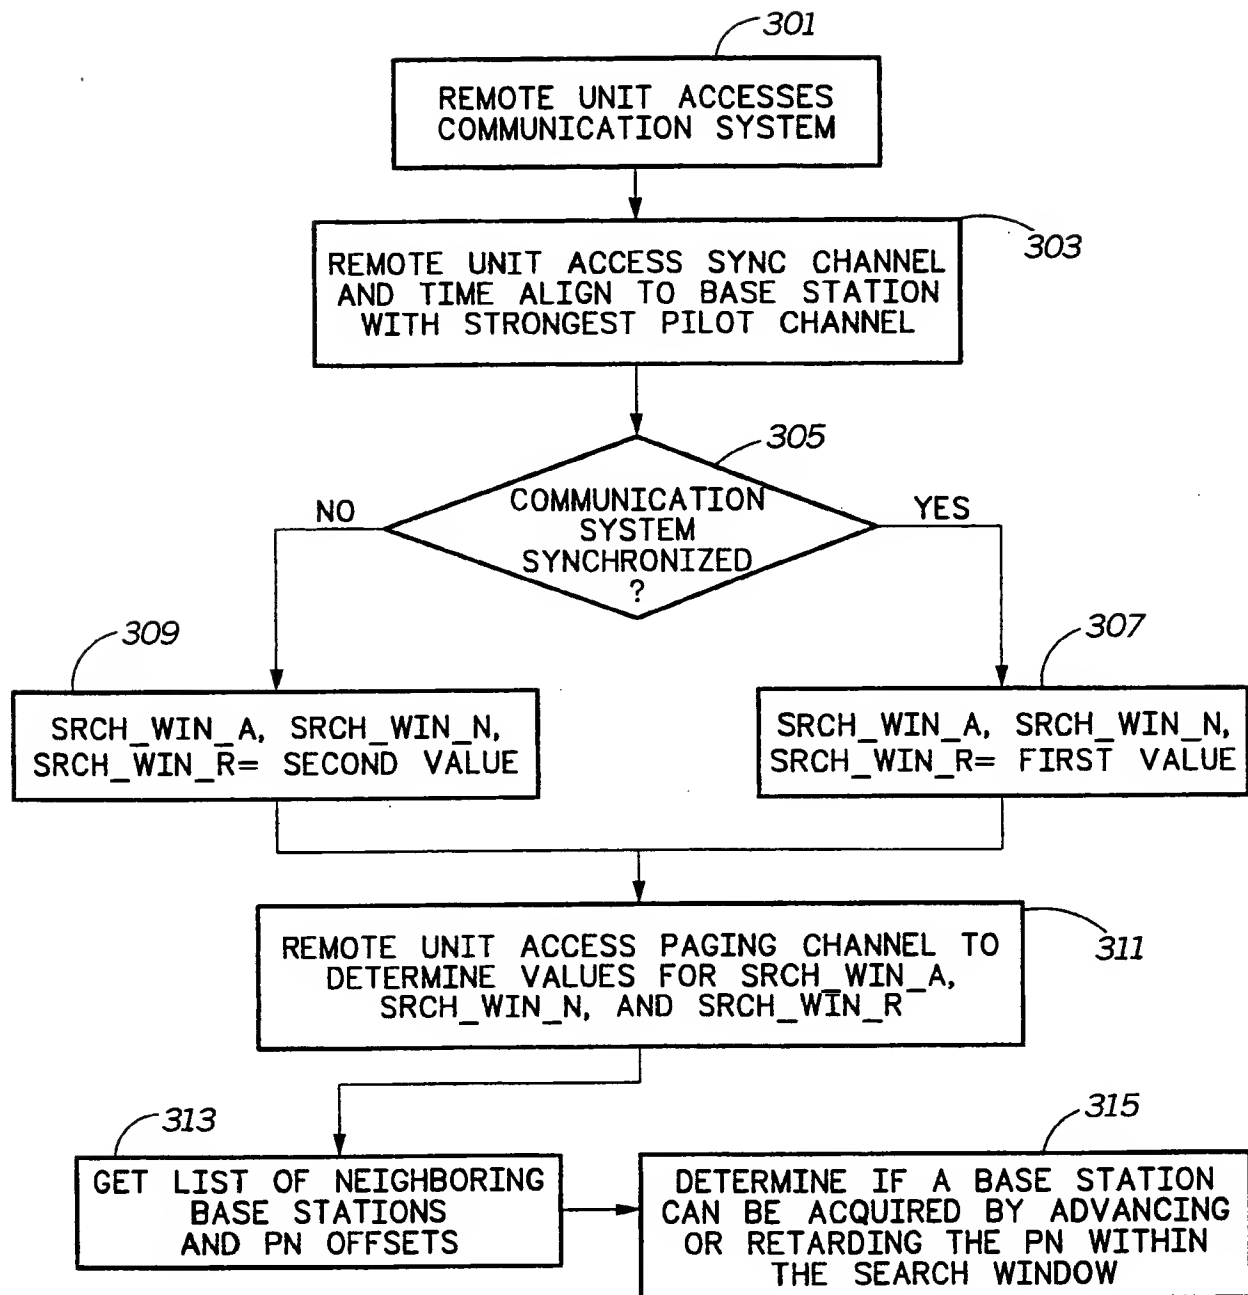 301
REMOTE UNIT ACCESSES
COMMUNICATION SYSTEM
303
REMOTE UNIT ACCESS SYNC CHANNEL
AND TIME ALIGN TO BASE STATION
WITH STRONGEST PILOT CHANNEL
305
COMMUNICATION
SYSTEM
SYNCHRONIZED
?
NO
YES
309
SRCH_WIN_A, SRCH_WIN_N,
SRCH_WIN_R= SECOND VALUE
307
SRCH_WIN_A, SRCH_WIN_N,
SRCH_WIN_R= FIRST VALUE
311
REMOTE UNIT ACCESS PAGING CHANNEL TO
DETERMINE VALUES FOR SRCH_WIN_A,
SRCH_WIN_N, AND SRCH_WIN_R
313
GET LIST OF NEIGHBORING
BASE STATIONS
AND PN OFFSETS
315
DETERMINE IF A BASE STATION
CAN BE ACQUIRED BY ADVANCING
OR RETARDING THE PN WITHIN
THE SEARCH WINDOW